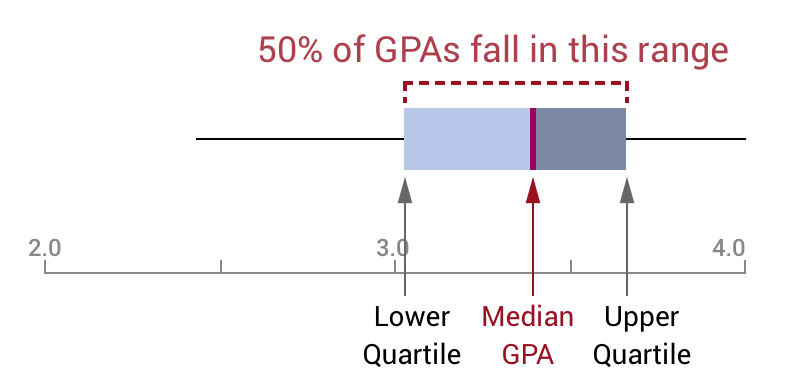 50% of GPAs fall in this range
2.0 3.0 4.0
Lower Quartile
Median GPA
Upper Quartile